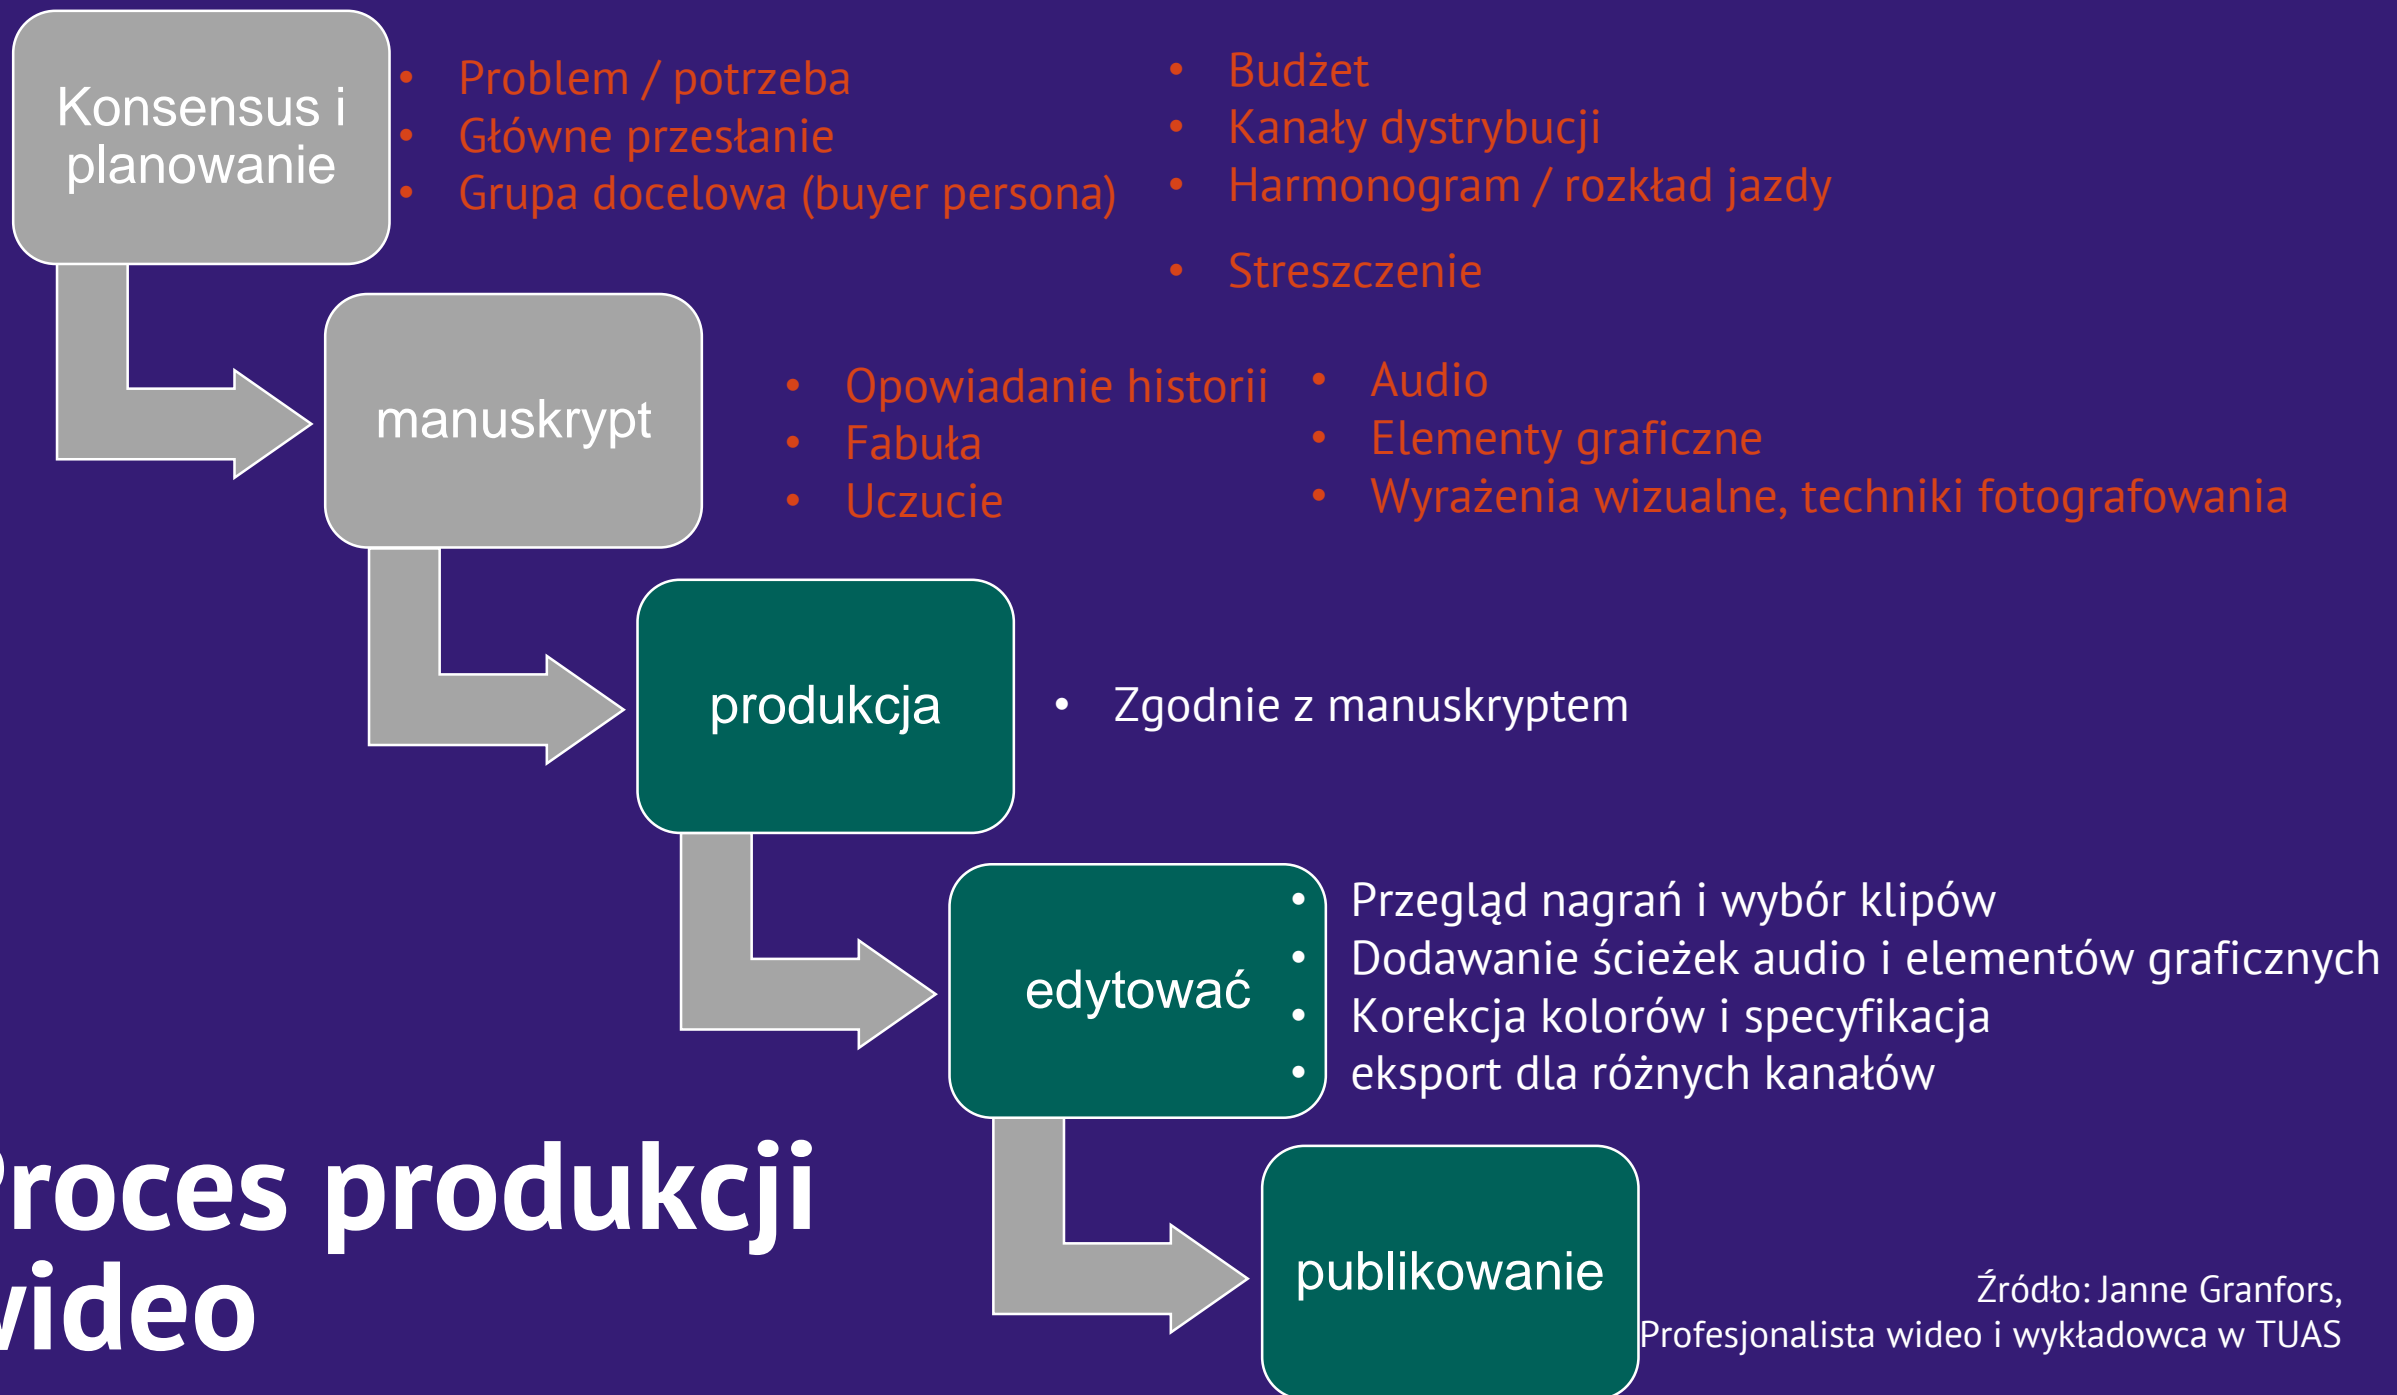 Konsensus i
planowanie
• Problem / potrzeba
• Główne przesłanie
• Grupa docelowa (buyer persona)
• Budżet
• Kanały dystrybucji
• Harmonogram / rozkład jazdy
• Streszczenie
manuskrypt
• Opowiadanie historii
• Fabuła
• Uczucie
• Audio
• Elementy graficzne
• Wyrażenia wizualne, techniki fotografowania
produkcja
• Zgodnie z manuskryptem
edytować
• Przegląd nagrań i wybór klipów
• Dodawanie ścieżek audio i elementów graficznych
• Korekcja kolorów i specyfikacja
• eksport dla różnych kanałów
publikowanie
Proces produkcji
video
Źródło: Janne Granfors,
Profesjonalista wideo i wykładowca w TUAS